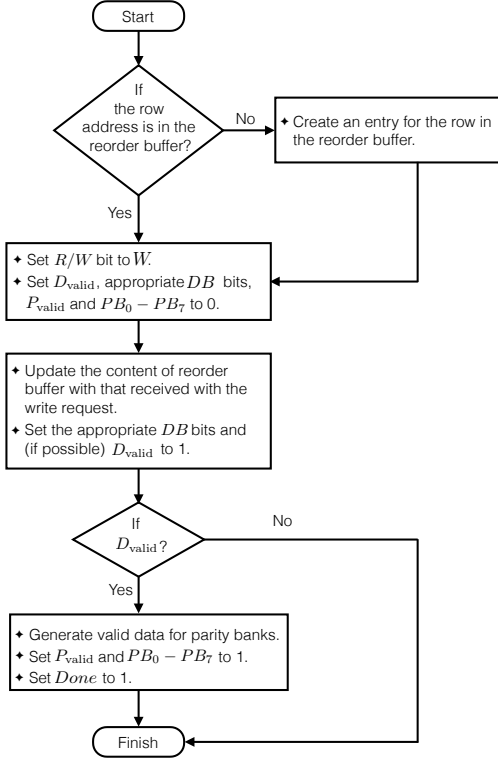 Start
If
the row
address is in the
reorder buffer?
No
✦ Create an entry for the row in
the reorder buffer.
Yes
✦ Set R/W bit to W.
✦ Set D_valid, appropriate DB bits,
P_valid and PB_0 − PB_7 to 0.
✦ Update the content of reorder
buffer with that received with the
write request.
✦ Set the appropriate DB bits and
(if possible) D_valid to 1.
If
D_valid?
No
Yes
✦ Generate valid data for parity banks.
✦ Set P_valid and PB_0 − PB_7 to 1.
✦ Set Done to 1.
Finish